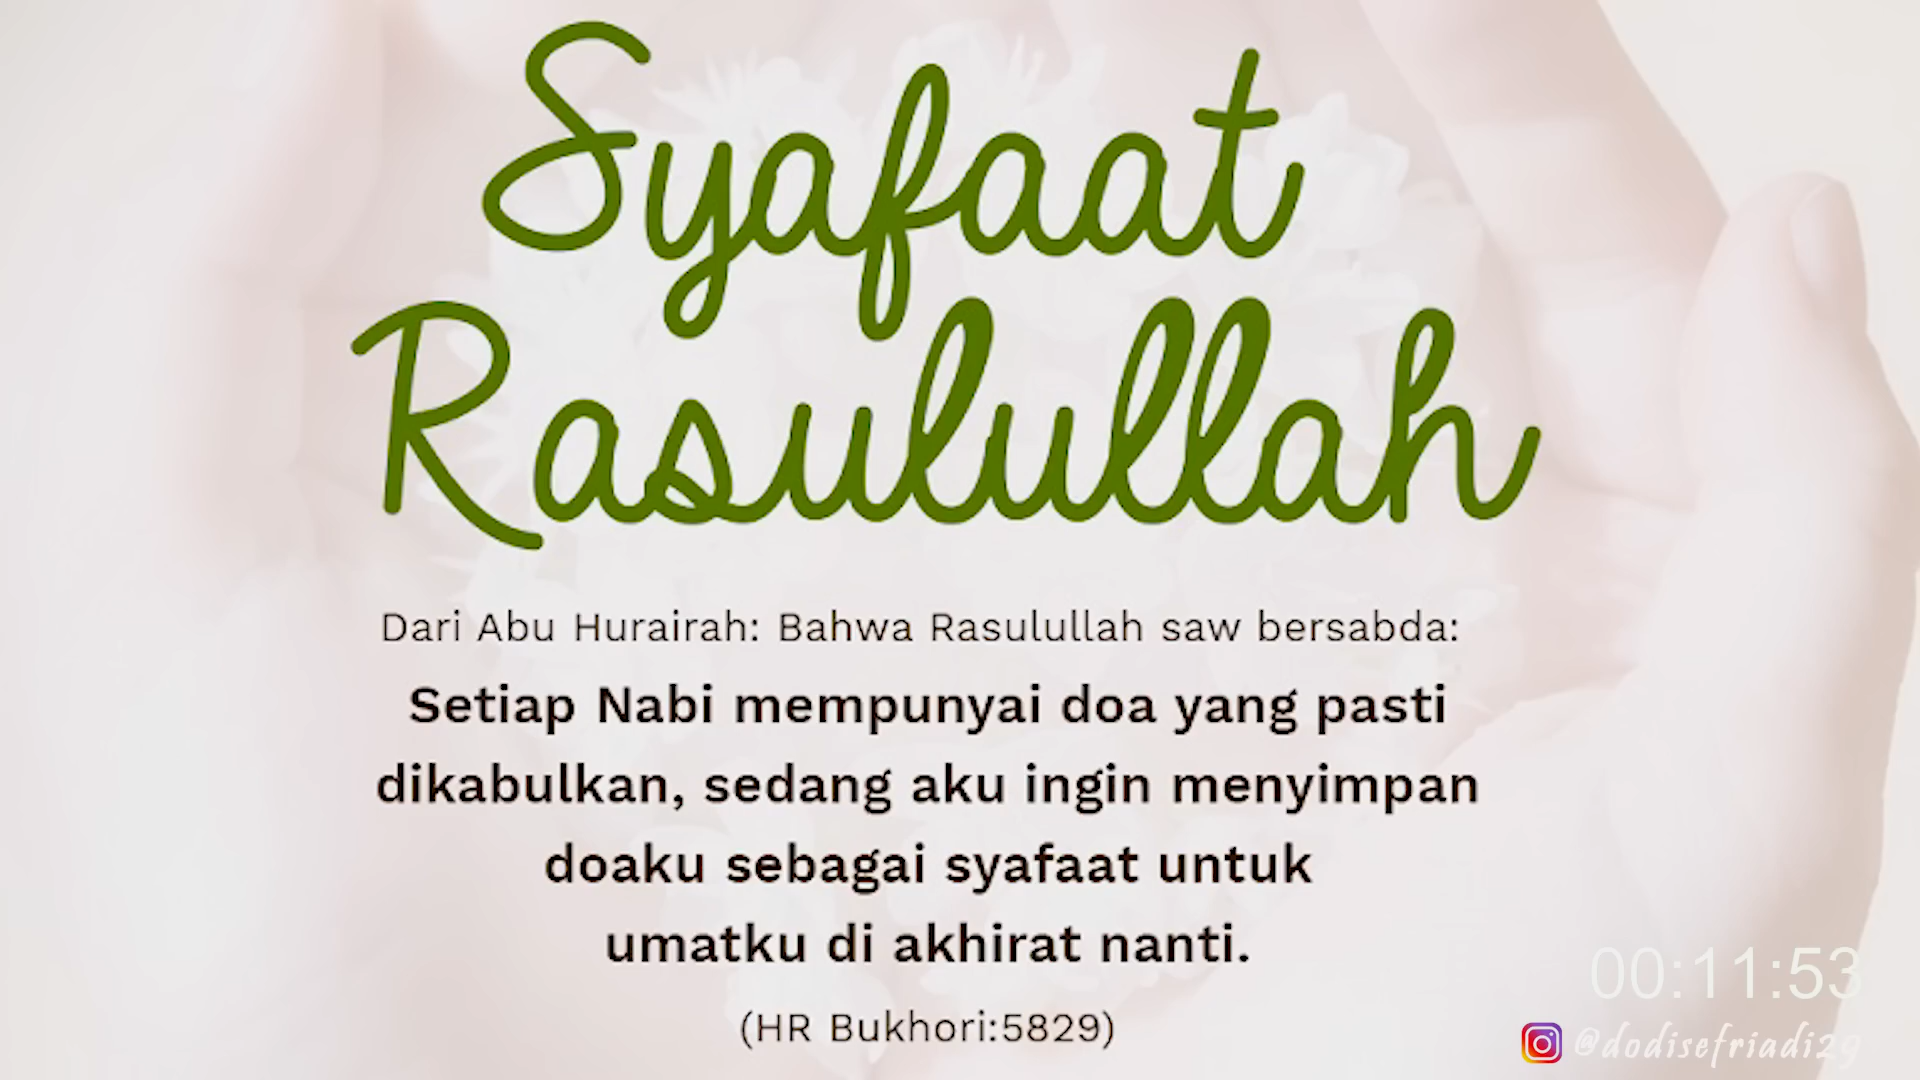 Syafaat
Rasulullah
Dari Abu Hurairah: Bahwa Rasulullah saw bersabda:
Setiap Nabi mempunyai doa yang pasti
dikabulkan, sedang aku ingin menyimpan
doaku sebagai syafaat untuk
umatku di akhirat nanti.
(HR Bukhori:5829)
00:11:53
@dodisefriadi29